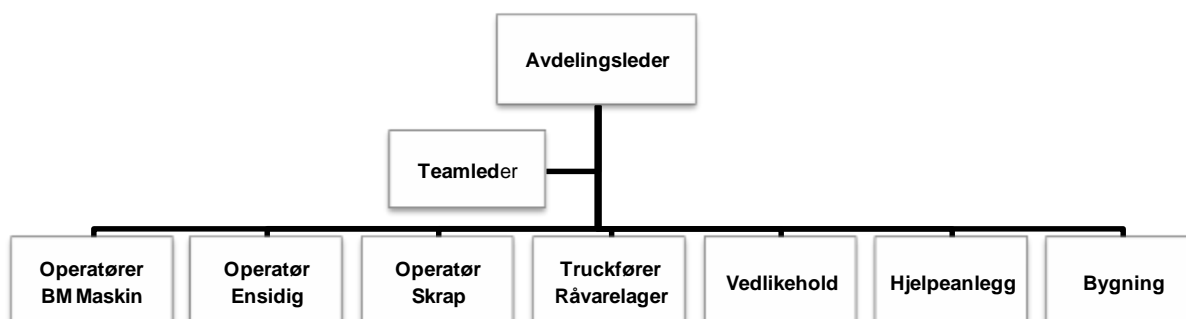 Avdelingsleder
Teamleder
Operatører
BM Maskin
Operatør
Ensidig
Operatør
Skrap
Truckfører
Råvarelager
Vedlikehold
Hjelpeanlegg
Bygning